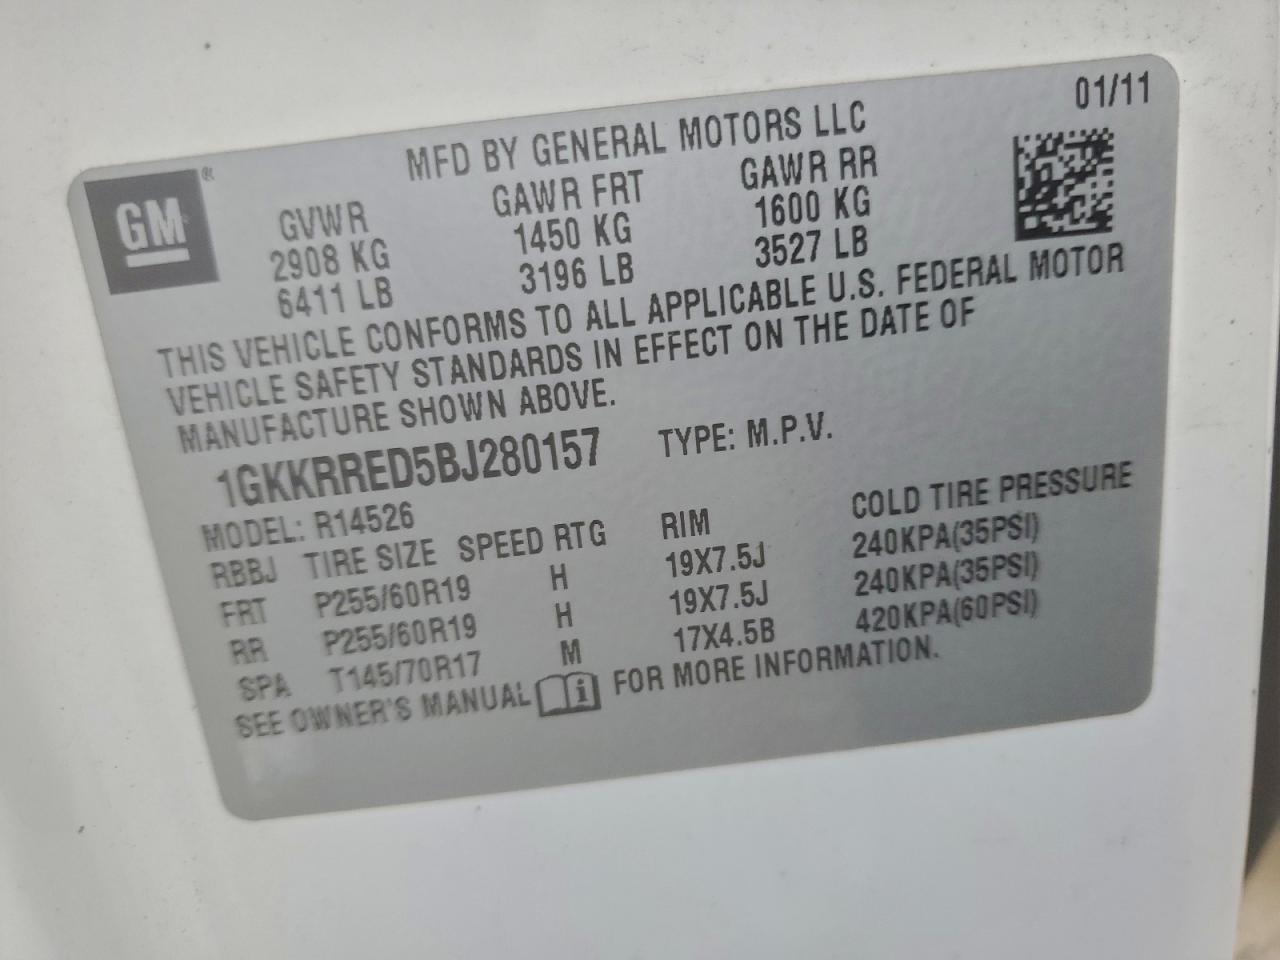 01/11
MFD BY GENERAL MOTORS LLC
GM®
GVWR GAWR FRT GAWR RR
2908 KG 1450 KG 1600 KG
6411 LB 3196 LB 3527 LB
THIS VEHICLE CONFORMS TO ALL APPLICABLE U.S. FEDERAL MOTOR
VEHICLE SAFETY STANDARDS IN EFFECT ON THE DATE OF
MANUFACTURE SHOWN ABOVE.
1GKKRRED5BJ280157 TYPE: M.P.V.
MODEL: R14526
RBBJ TIRE SIZE SPEED RTG RIM COLD TIRE PRESSURE
FRT P255/60R19 H 19X7.5J 240KPA(35PSI)
RR P255/60R19 H 19X7.5J 240KPA(35PSI)
SPA T145/70R17 M 17X4.5B 420KPA(60PSI)
SEE OWNER'S MANUAL i FOR MORE INFORMATION.